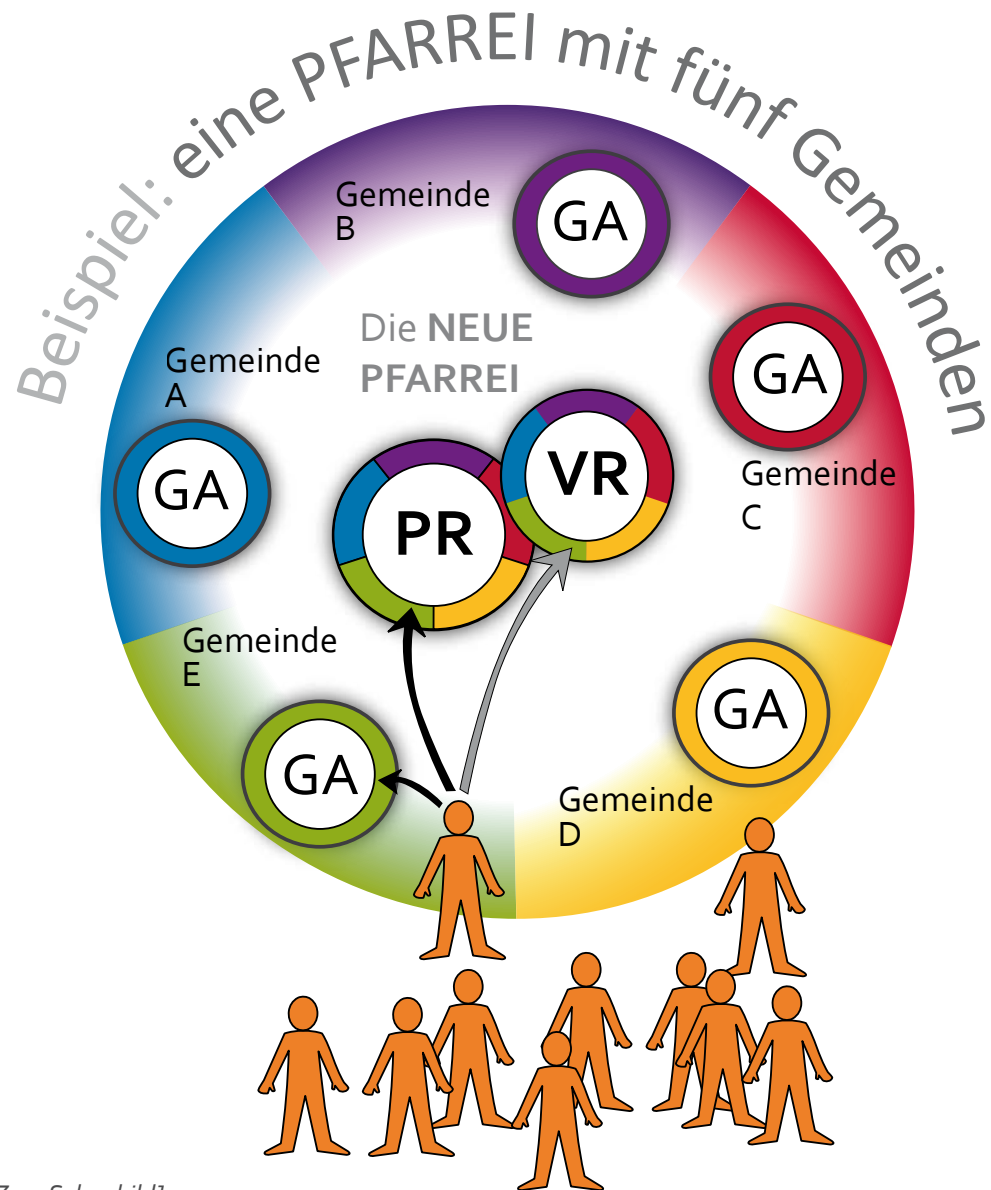 Beispiel: eine PFARREI mit fünf Gemeinden
Gemeinde
B
GA
Die NEUE
PFARREI
Gemeinde
A
GA
GA
Gemeinde
C
VR
PR
Gemeinde
E
GA
GA
Gemeinde
D